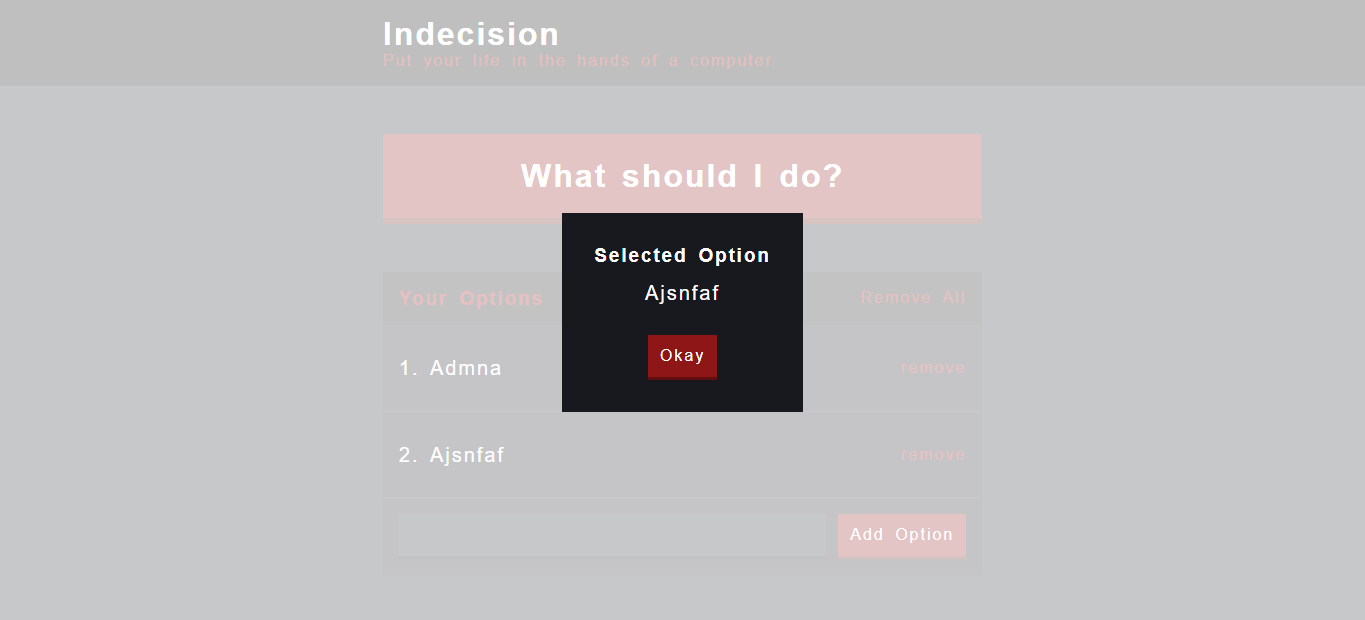 Indecision
Put your life in the hands of a computer
What should I do?
Selected Option
Ajsnfaf
Okay
Your Options
Remove All
1. Admna
remove
2. Ajsnfaf
remove
Add Option